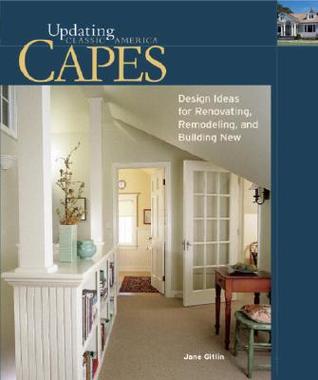 Updating
CLASSIC AMERICA
CAPES
Design Ideas
for Renovating,
Remodeling, and
Building New
Jane Gitlin